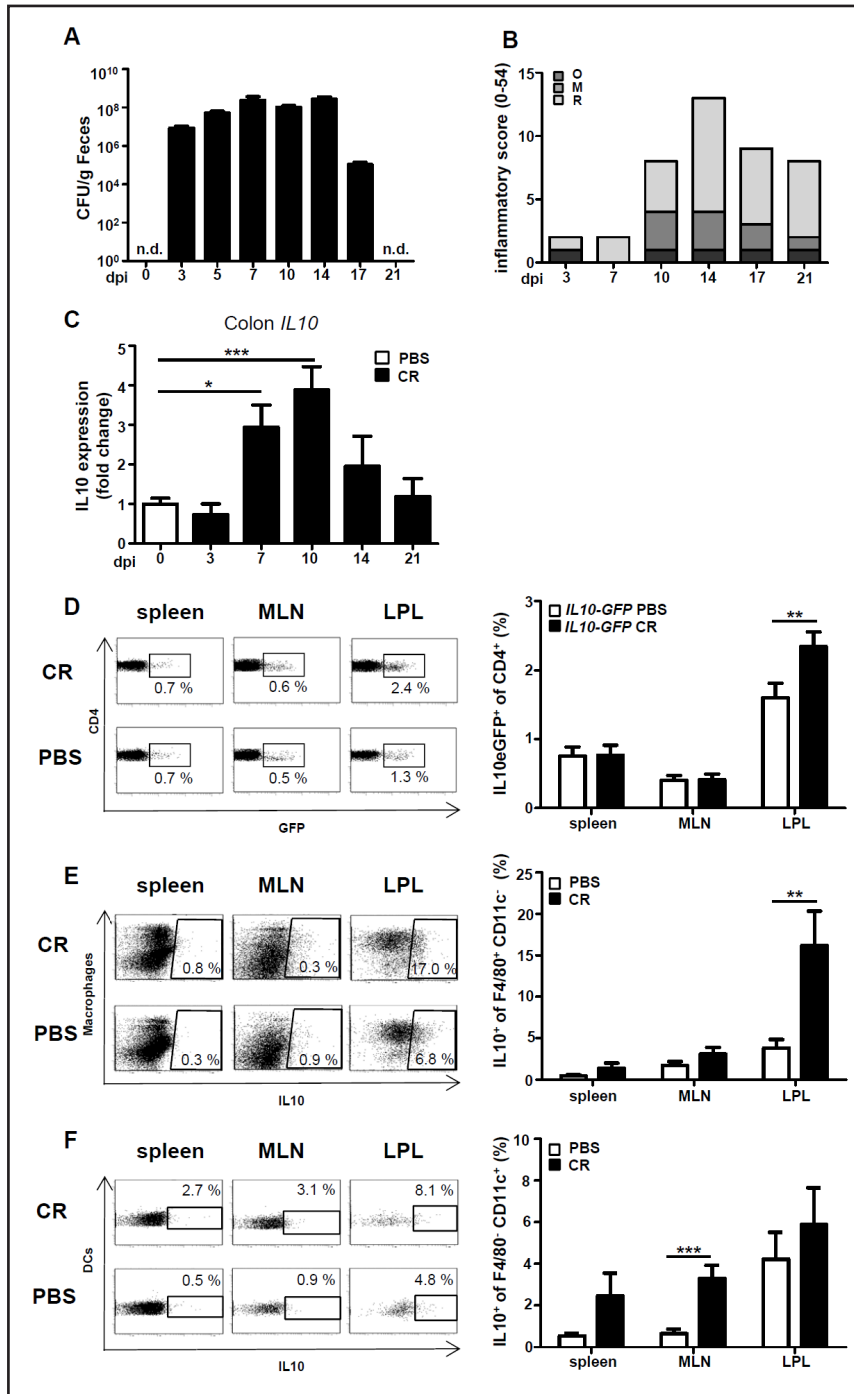 A
CFU/g Feces
10^10
10^8
10^6
10^4
10^2
10^0
n.d.
n.d.
dpi 0 3 5 7 10 14 17 21
B
inflammatory score (0-54)
15
10
5
0
O
M
R
dpi 3 7 10 14 17 21
C
Colon IL10
IL10 expression
(fold change)
5
4
3
2
1
0
***
*
PBS
CR
dpi 0 3 7 10 14 21
D
spleen MLN LPL
CR
0.7 % 0.6 % 2.4 %
PBS
0.7 % 0.5 % 1.3 %
CD4
GFP
IL10eGFP+ of CD4+ (%)
3
2
1
0
IL10-GFP PBS
IL10-GFP CR
**
spleen MLN LPL
E
spleen MLN LPL
CR
0.8 % 0.3 % 17.0 %
PBS
0.3 % 0.9 % 6.8 %
Macrophages
IL10
IL10+ of F4/80+ CD11c- (%)
25
20
15
10
5
0
PBS
CR
**
spleen MLN LPL
F
spleen MLN LPL
CR
2.7 % 3.1 % 8.1 %
PBS
0.5 % 0.9 % 4.8 %
DCs
IL10
IL10+ of F4/80- CD11c+ (%)
10
8
6
4
2
0
PBS
CR
***
spleen MLN LPL